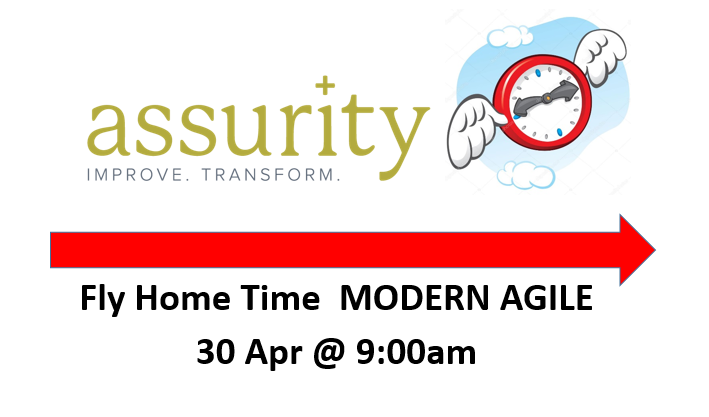 assurity
IMPROVE. TRANSFORM.
Fly Home Time  MODERN AGILE
30 Apr @ 9:00am